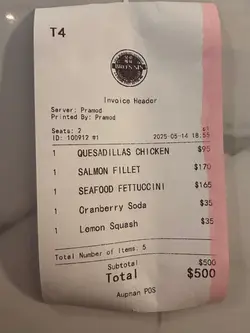 T4
Invoice Header
Server: Pramod
Printed By: Pramod
Seats: 2
ID: 100912 #1 2025-05-14 18:55
1 QUESADILLAS CHICKEN $95
1 SALMON FILLET $170
1 SEAFOOD FETTUCCINI $165
1 Cranberry Soda $35
1 Lemon Squash $35
Total Number of Items: 5
Subtotal $500
Total $500
Aupnan POS